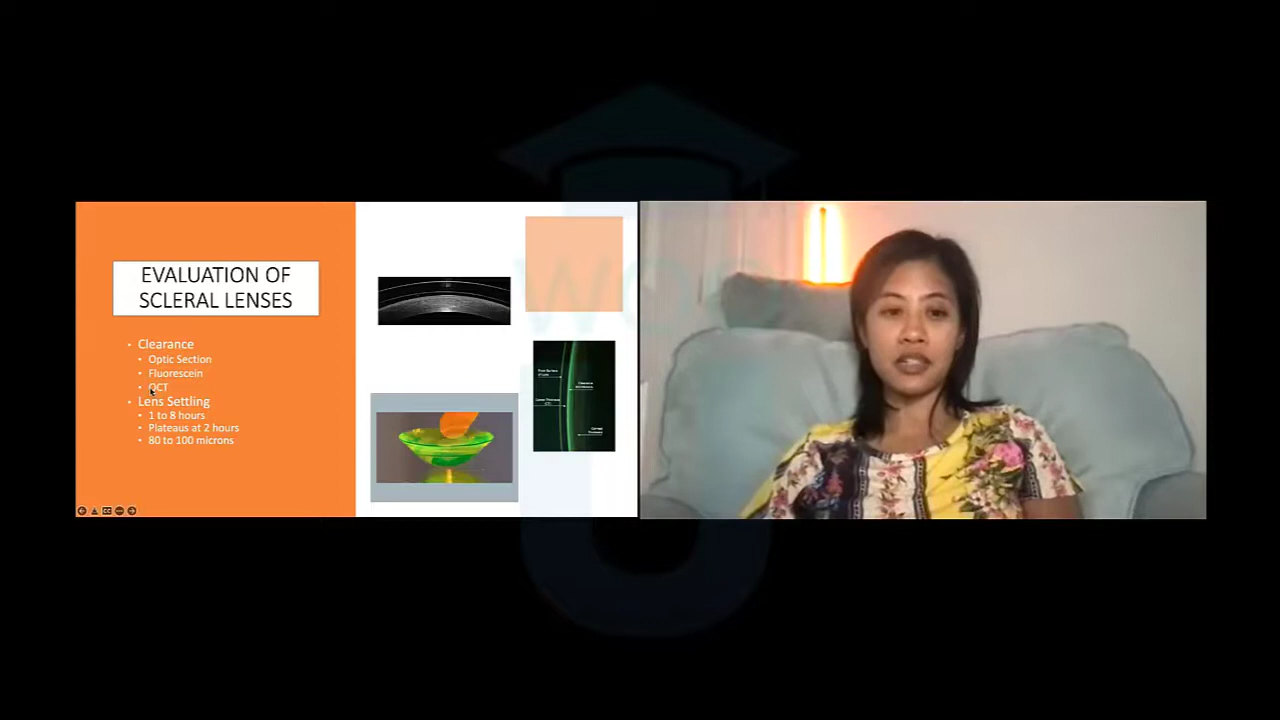 EVALUATION OF
SCLERAL LENSES
• Clearance
• Optic Section
• Fluorescein
• OCT
• Lens Settling
• 1 to 8 hours
• Plateaus at 2 hours
• 80 to 100 microns